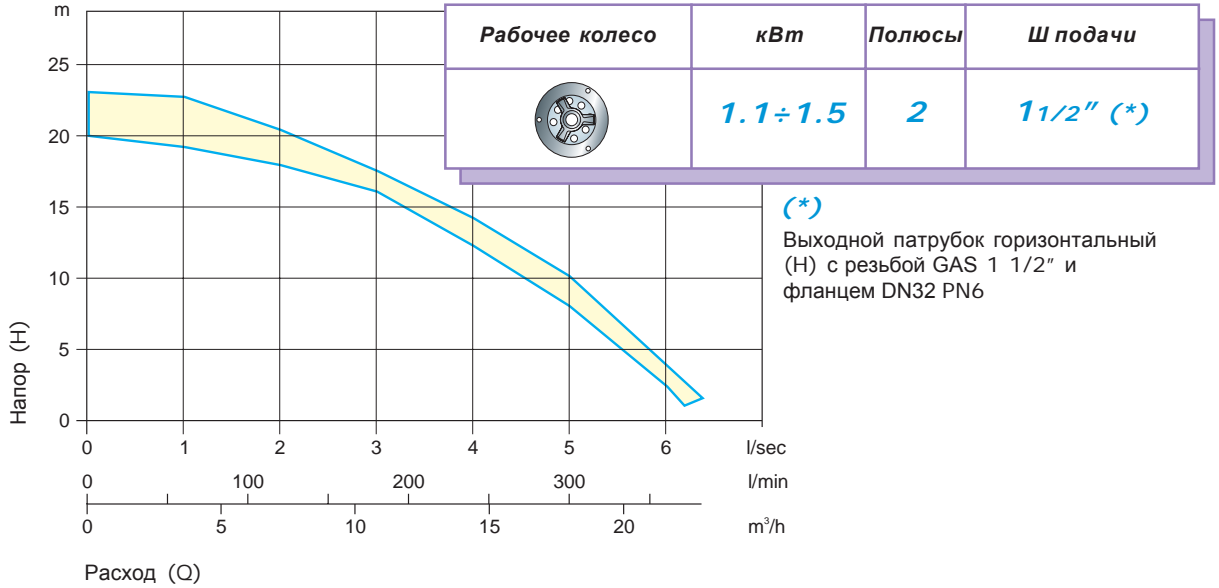 m
25
20
15
10
5
0
Напор (H)
0 1 2 3 4 5 6 l/sec
0 100 200 300 l/min
0 5 10 15 20 m³/h
Расход (Q)
Рабочее колесо кВт Полюсы Ш подачи
1.1÷1.5 2 11/2" (*)
(*)
Выходной патрубок горизонтальный
(H) с резьбой GAS 1 1/2" и
фланцем DN32 PN6